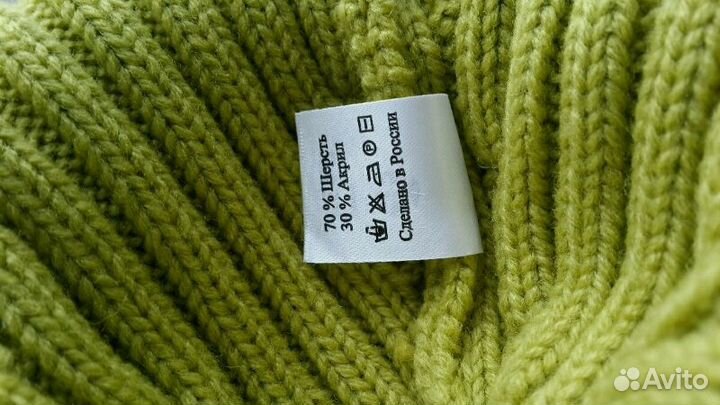 70 % Шерсть
30 % Акрил
Сделано в России
Avito